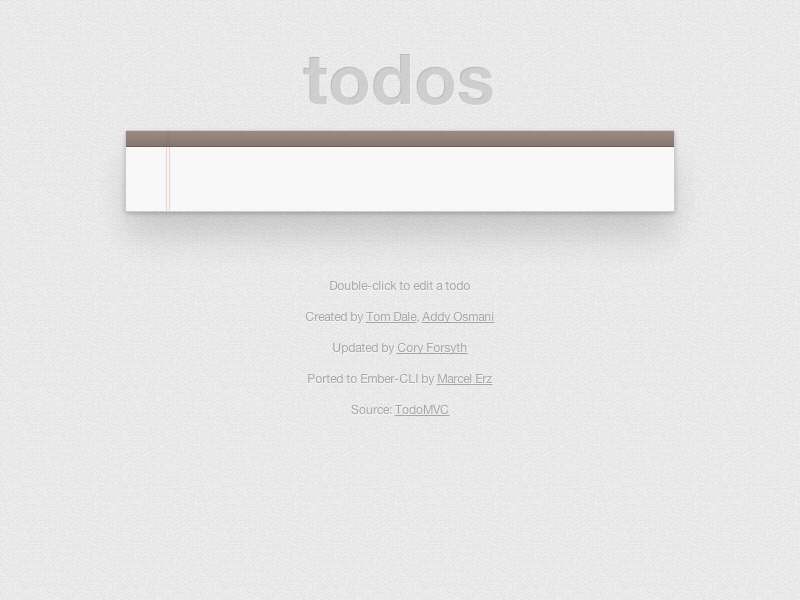 todos
Double-click to edit a todo
Created by Tom Dale, Addy Osmani
Updated by Cory Forsyth
Ported to Ember-CLI by Marcel Erz
Source: TodoMVC